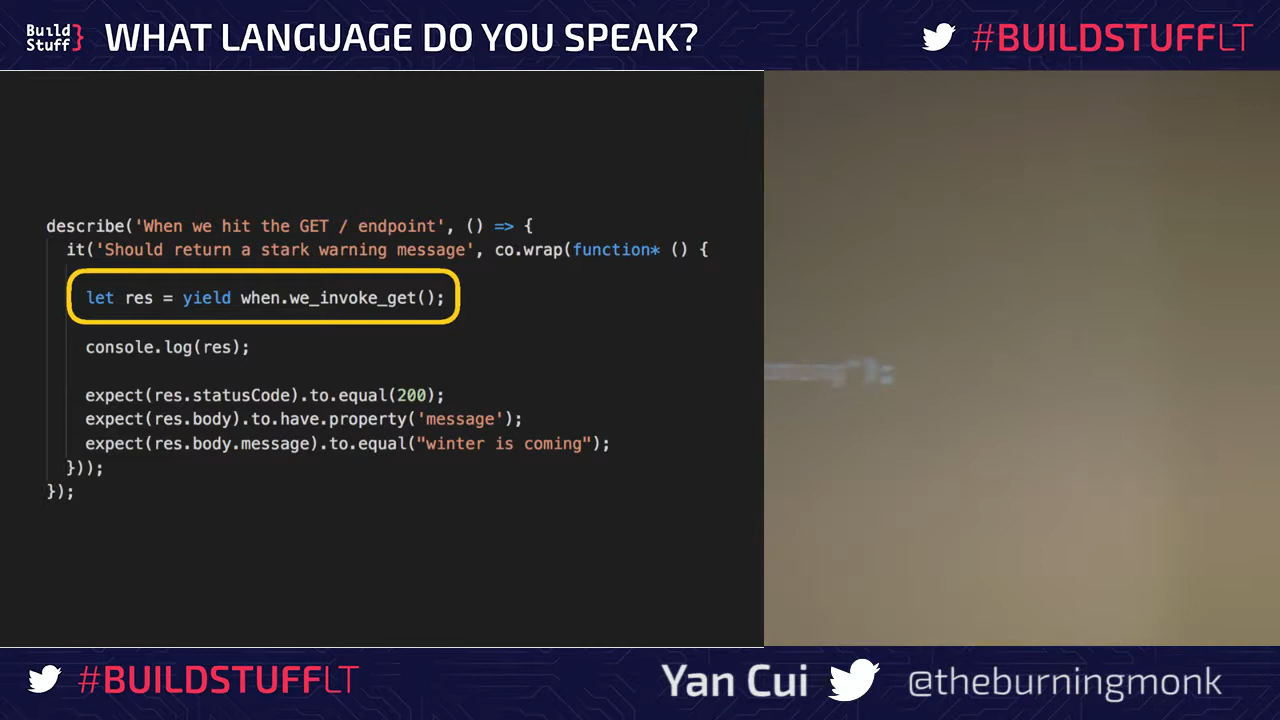 Build Stuff}
WHAT LANGUAGE DO YOU SPEAK?
#BUILDSTUFFLT
describe('When we hit the GET / endpoint', () => {
it('Should return a stark warning message', co.wrap(function* () {
let res = yield when.we_invoke_get();
console.log(res);
expect(res.statusCode).to.equal(200);
expect(res.body).to.have.property('message');
expect(res.body.message).to.equal("winter is coming");
}));
});
#BUILDSTUFFLT
Yan Cui
@theburningmonk